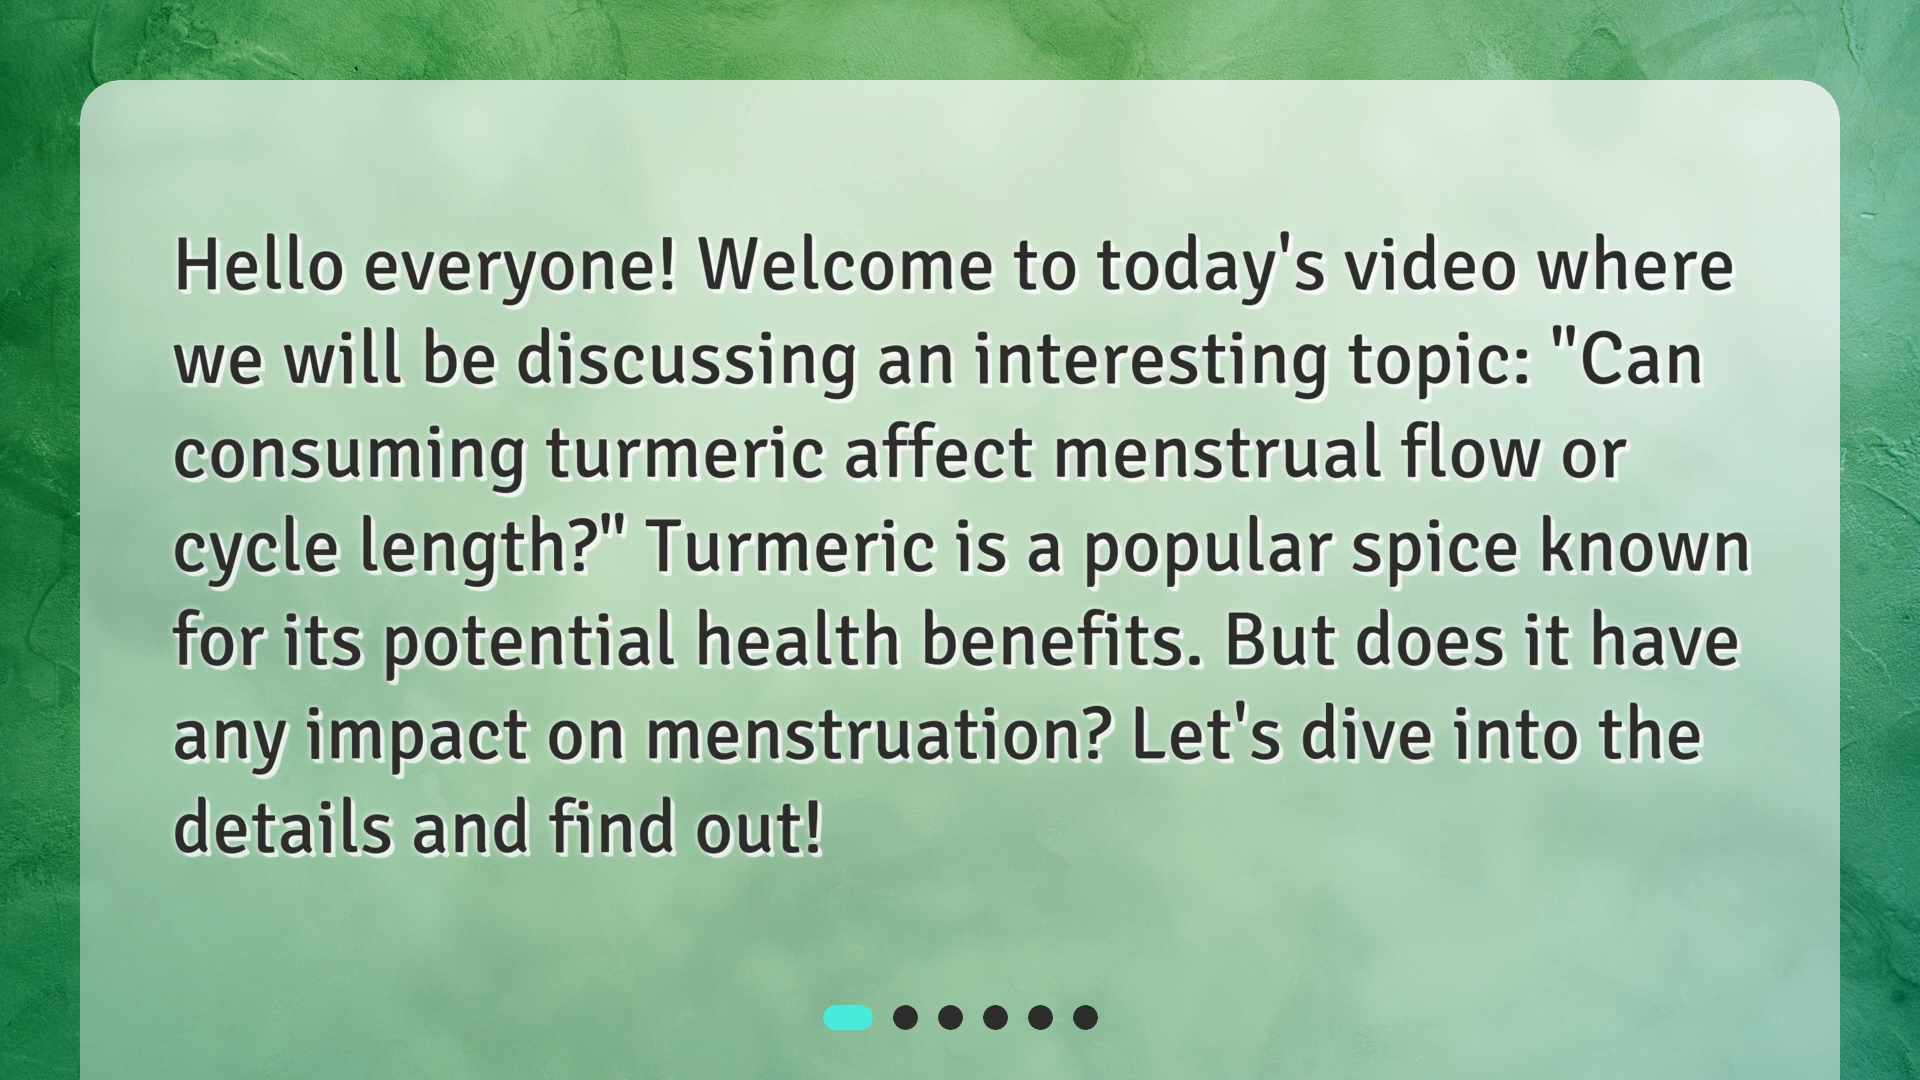 Hello everyone! Welcome to today's video where
we will be discussing an interesting topic: "Can
consuming turmeric affect menstrual flow or
cycle length?" Turmeric is a popular spice known
for its potential health benefits. But does it have
any impact on menstruation? Let's dive into the
details and find out!